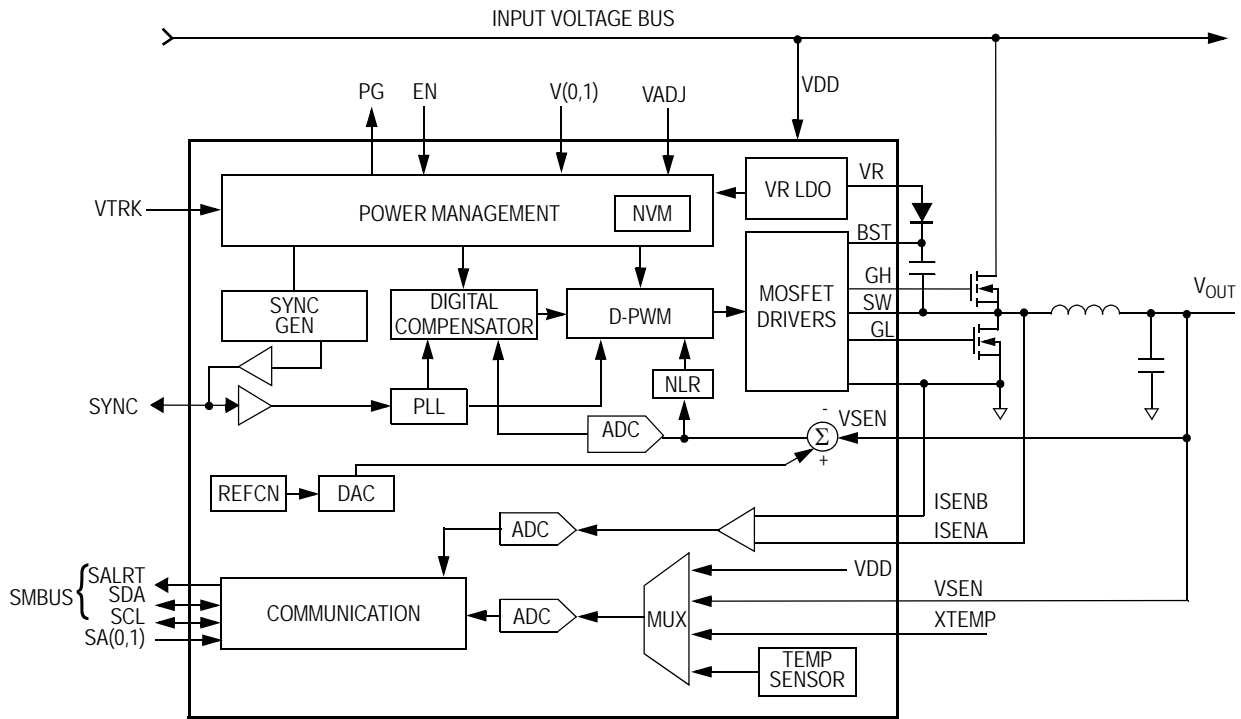 INPUT VOLTAGE BUS
VDD
PG
EN
V(0,1)
VADJ
VR
VR LDO
VTRK
POWER MANAGEMENT
NVM
BST
GH
SW
GL
MOSFET
DRIVERS
VOUT
SYNC
GEN
DIGITAL
COMPENSATOR
D-PWM
NLR
SYNC
PLL
ADC
-
Σ
+
VSEN
REFCN
DAC
ISENB
ISENA
ADC
SMBUS {
SALRT
SDA
SCL
SA(0,1)
COMMUNICATION
ADC
MUX
VDD
VSEN
XTEMP
TEMP
SENSOR